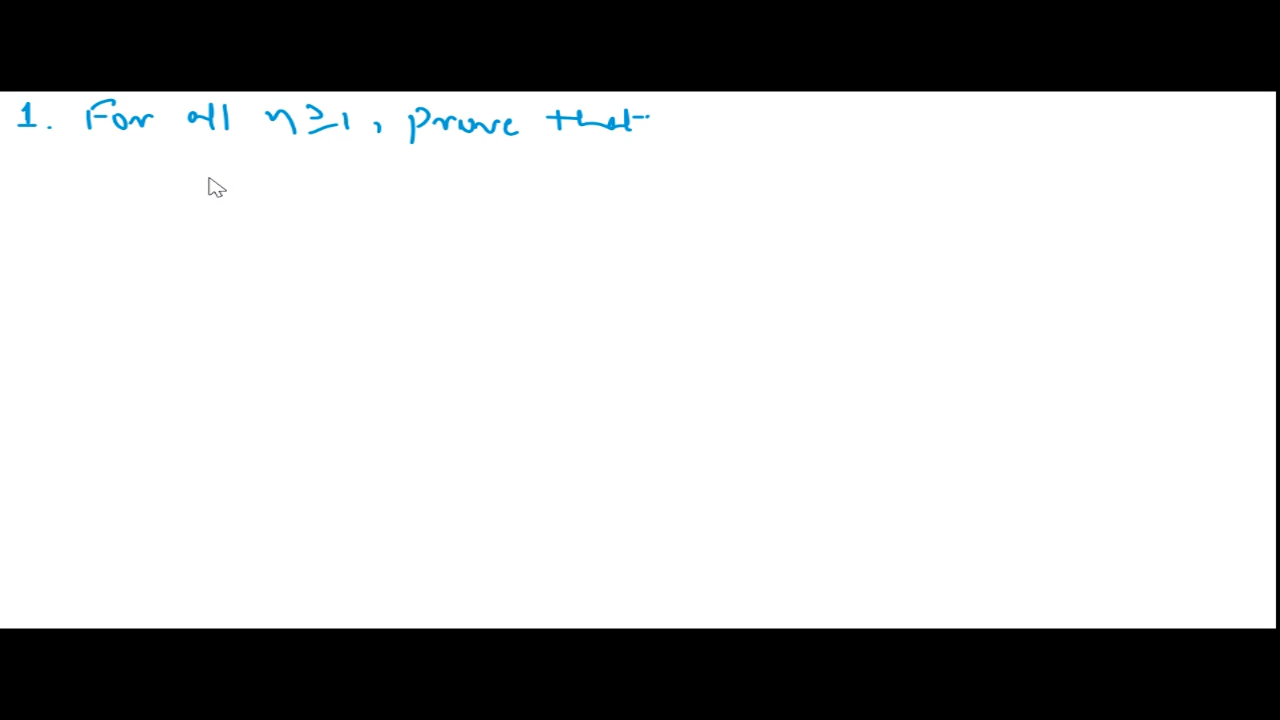 1. For all n≥1, prove that